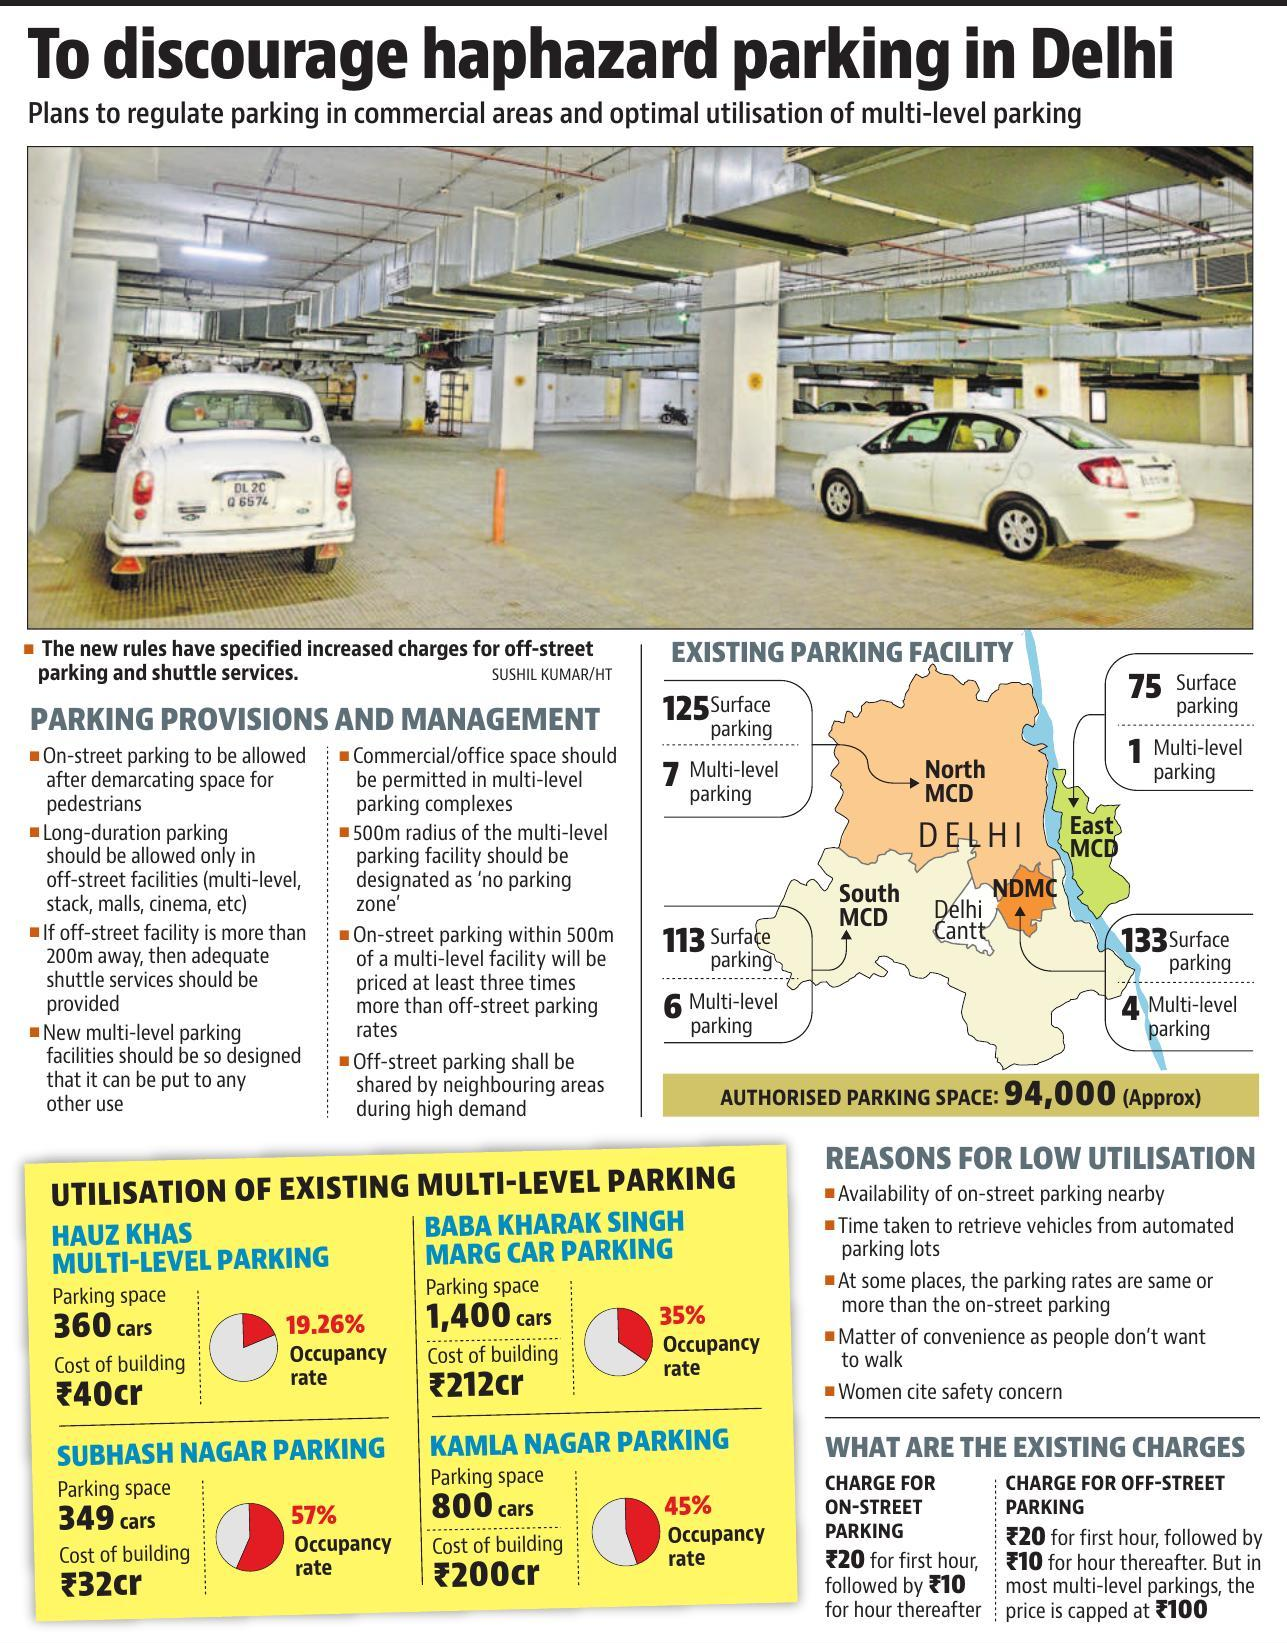 To discourage haphazard parking in Delhi
Plans to regulate parking in commercial areas and optimal utilisation of multi-level parking
DL 2C
Q 6574
■ The new rules have specified increased charges for off-street
parking and shuttle services.
SUSHIL KUMAR/HT
PARKING PROVISIONS AND MANAGEMENT
■ On-street parking to be allowed
after demarcating space for
pedestrians
■ Long-duration parking
should be allowed only in
off-street facilities (multi-level,
stack, malls, cinema, etc)
■ If off-street facility is more than
200m away, then adequate
shuttle services should be
provided
■ New multi-level parking
facilities should be so designed
that it can be put to any
other use
■ Commercial/office space should
be permitted in multi-level
parking complexes
■ 500m radius of the multi-level
parking facility should be
designated as ‘no parking
zone’
■ On-street parking within 500m
of a multi-level facility will be
priced at least three times
more than off-street parking
rates
■ Off-street parking shall be
shared by neighbouring areas
during high demand
EXISTING PARKING FACILITY
125 Surface
parking
7 Multi-level
parking
75 Surface
parking
1 Multi-level
parking
North
MCD
DELHI
East
MCD
South
MCD
Delhi
Cantt
NDMC
113 Surface
parking
6 Multi-level
parking
133 Surface
parking
4 Multi-level
parking
AUTHORISED PARKING SPACE: 94,000 (Approx)
UTILISATION OF EXISTING MULTI-LEVEL PARKING
HAUZ KHAS
MULTI-LEVEL PARKING
Parking space
360 cars
Cost of building
₹40cr
19.26%
Occupancy
rate
BABA KHARAK SINGH
MARG CAR PARKING
Parking space
1,400 cars
Cost of building
₹212cr
35%
Occupancy
rate
SUBHASH NAGAR PARKING
Parking space
349 cars
Cost of building
₹32cr
57%
Occupancy
rate
KAMLA NAGAR PARKING
Parking space
800 cars
Cost of building
₹200cr
45%
Occupancy
rate
REASONS FOR LOW UTILISATION
■ Availability of on-street parking nearby
■ Time taken to retrieve vehicles from automated
parking lots
■ At some places, the parking rates are same or
more than the on-street parking
■ Matter of convenience as people don’t want
to walk
■ Women cite safety concern
WHAT ARE THE EXISTING CHARGES
CHARGE FOR
ON-STREET
PARKING
₹20 for first hour,
followed by ₹10
for hour thereafter
CHARGE FOR OFF-STREET
PARKING
₹20 for first hour, followed by
₹10 for hour thereafter. But in
most multi-level parkings, the
price is capped at ₹100